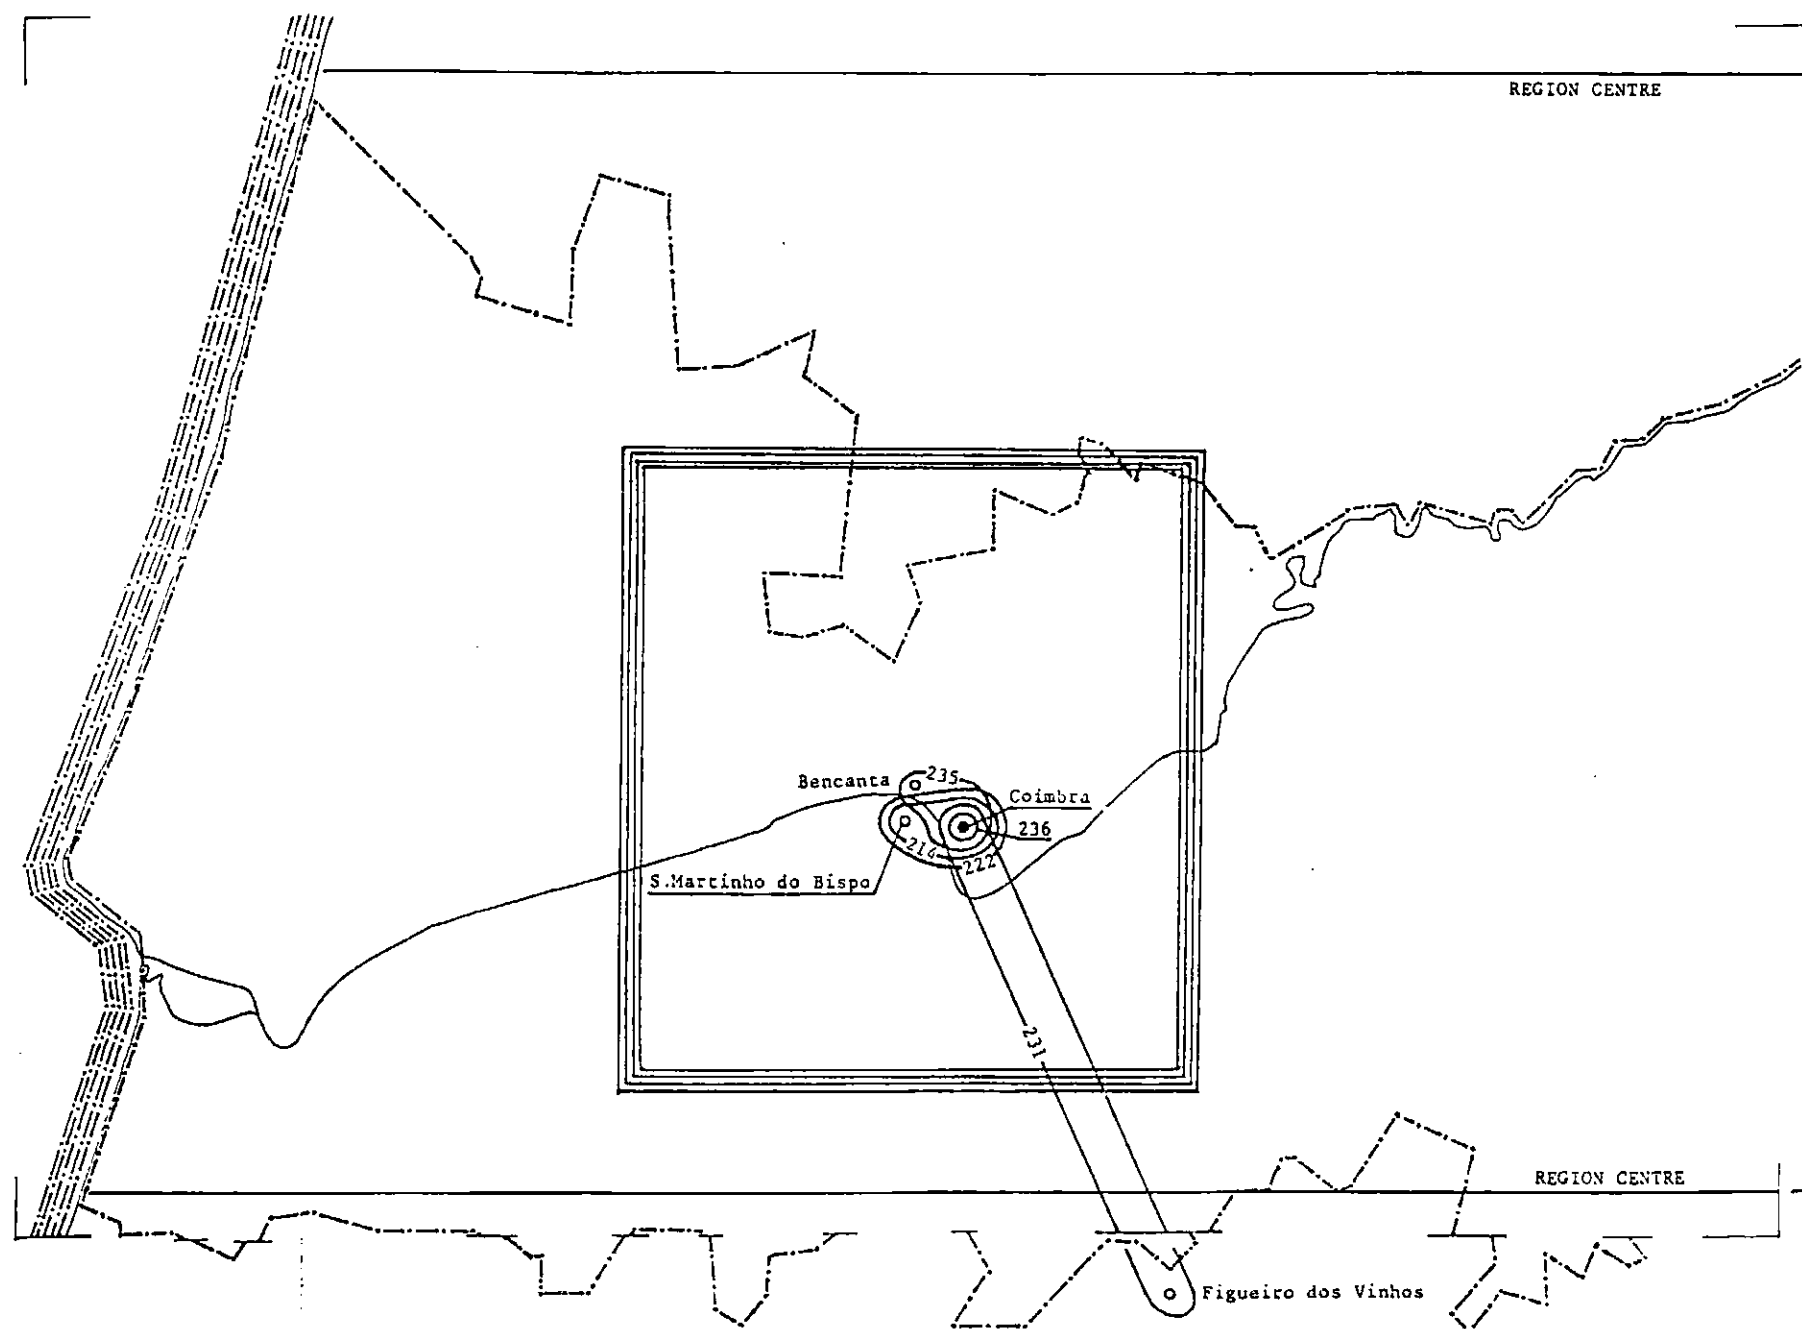 REGION CENTRE
Bencanta
235
Coimbra
236
214
222
S.Martinho do Bispo
231
REGION CENTRE
Figueiro dos Vinhos